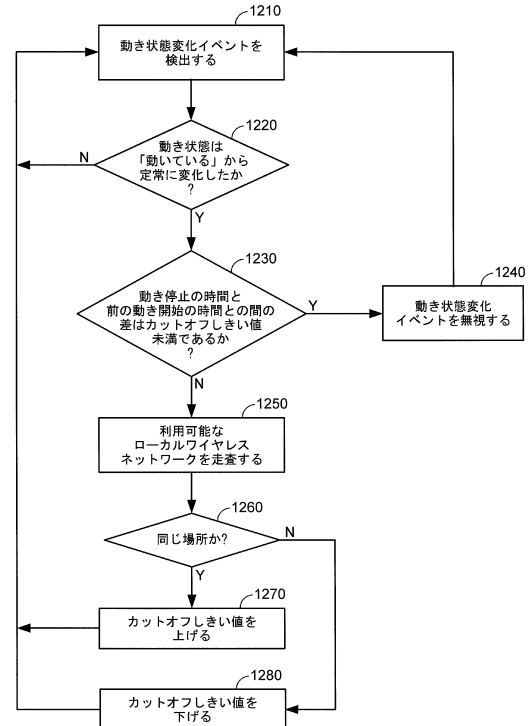 1210
動き状態変化イベントを
検出する
1220
動き状態は
「動いている」から
定常に変化したか
?
N
Y
1230
動き停止の時間と
前の動き開始の時間との間の
差はカットオフしきい値
未満であるか
?
Y
N
1240
動き状態変化
イベントを無視する
1250
利用可能な
ローカルワイヤレス
ネットワークを走査する
1260
同じ場所か?
N
Y
1270
カットオフしきい値を
上げる
1280
カットオフしきい値を
下げる